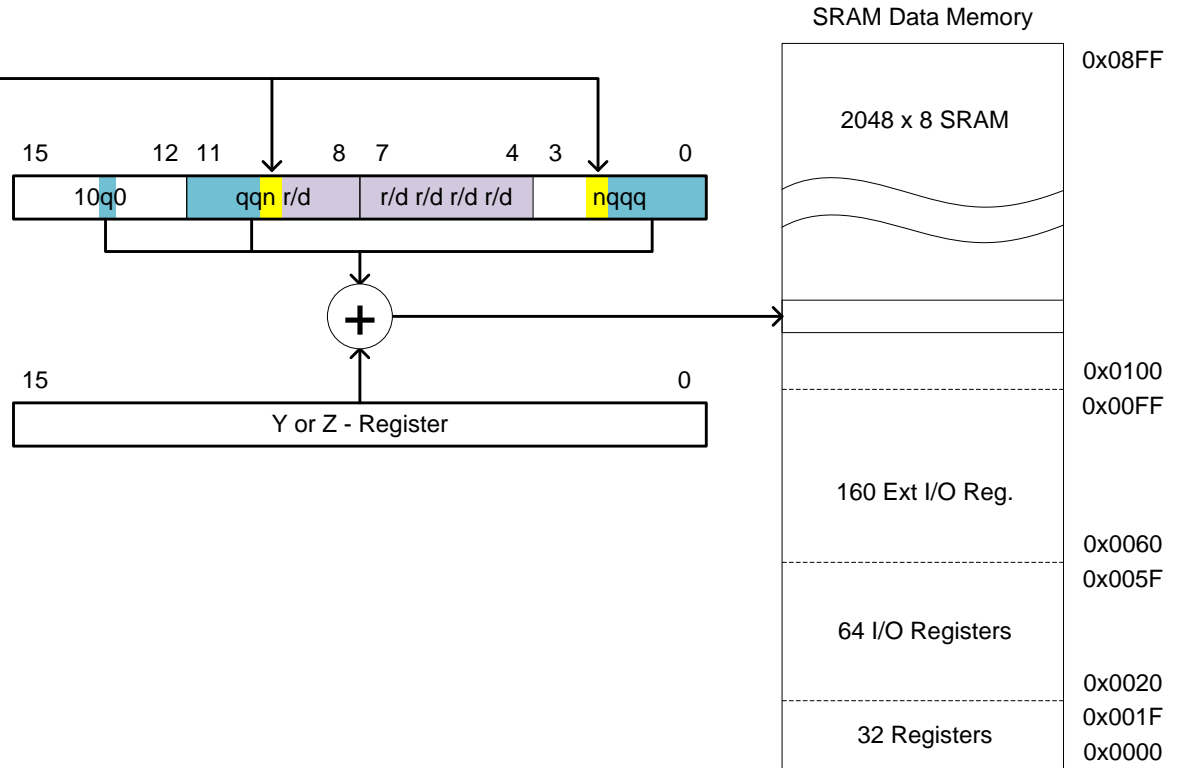 SRAM Data Memory
0x08FF
2048 x 8 SRAM
15 12 11 8 7 4 3 0
10q0 qqn r/d r/d r/d r/d r/d nqqq
+
15 0
Y or Z - Register
0x0100
0x00FF
160 Ext I/O Reg.
0x0060
0x005F
64 I/O Registers
0x0020
0x001F
32 Registers
0x0000